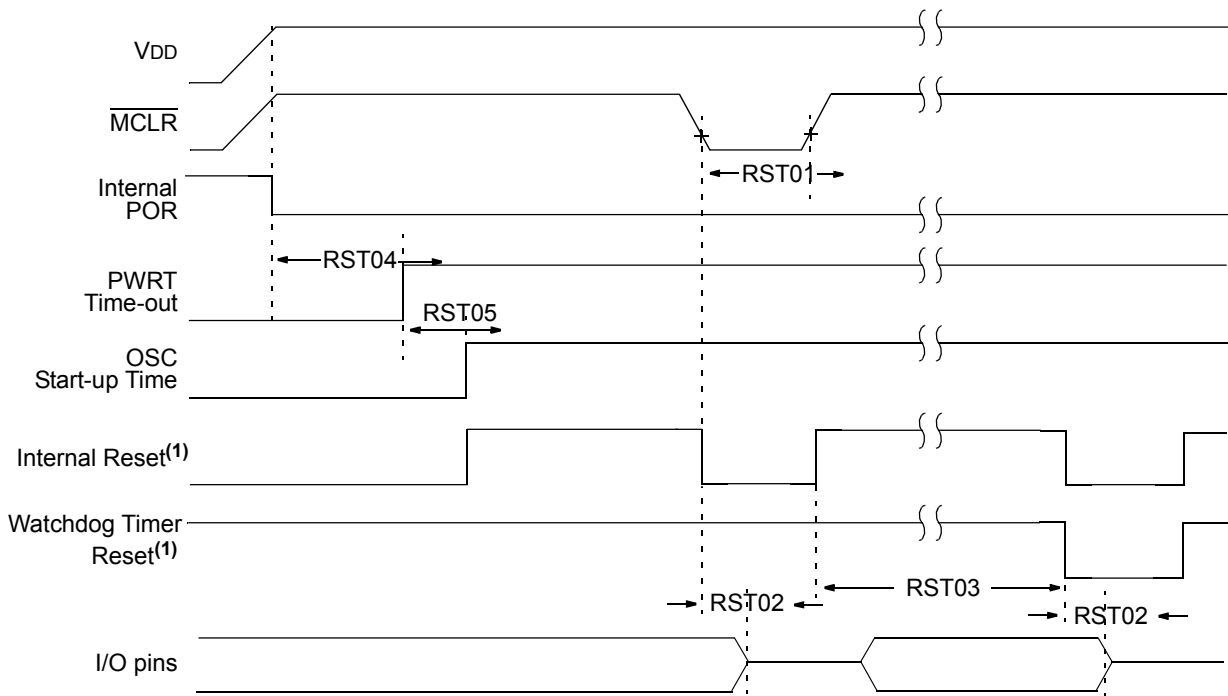 VDD
MCLR
RST01
Internal
POR
RST04
PWRT
Time-out
RST05
OSC
Start-up Time
Internal Reset(1)
Watchdog Timer
Reset(1)
RST02
RST03
RST02
I/O pins